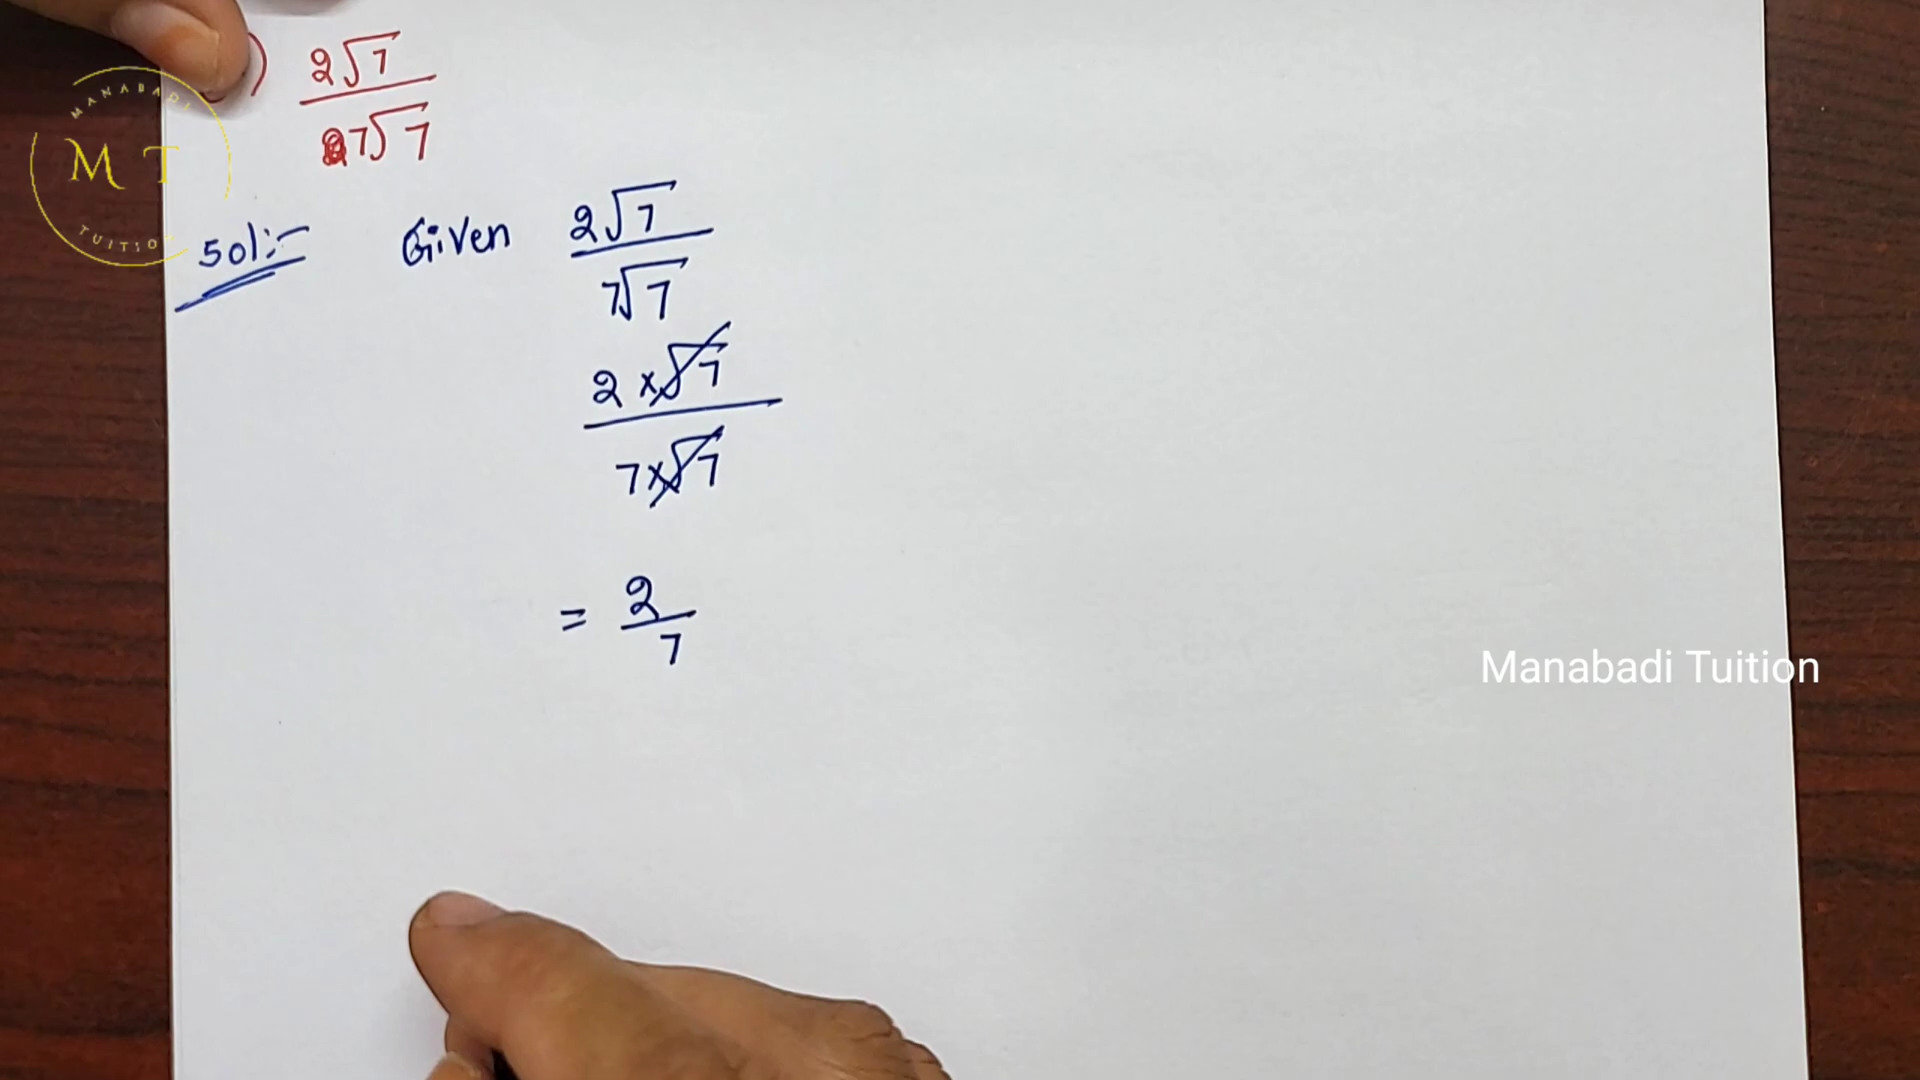 ) 2√7 / 7√7
MANABADI
M T
TUITION
Sol:- Given 2√7 / 7√7
2 × √7 / 7 × √7
= 2 / 7
Manabadi Tuition